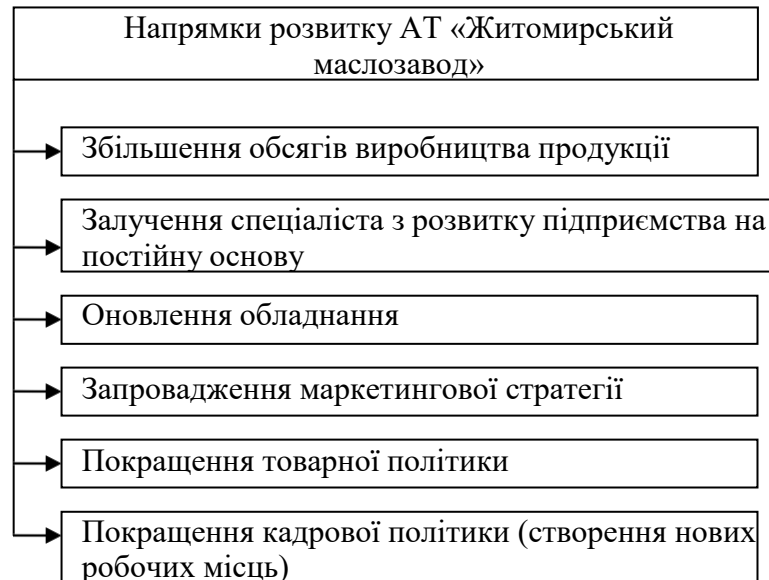 Напрямки розвитку АТ «Житомирський
маслозавод»
Збільшення обсягів виробництва продукції
Залучення спеціаліста з розвитку підприємства на
постійну основу
Оновлення обладнання
Запровадження маркетингової стратегії
Покращення товарної політики
Покращення кадрової політики (створення нових
робочих місць)